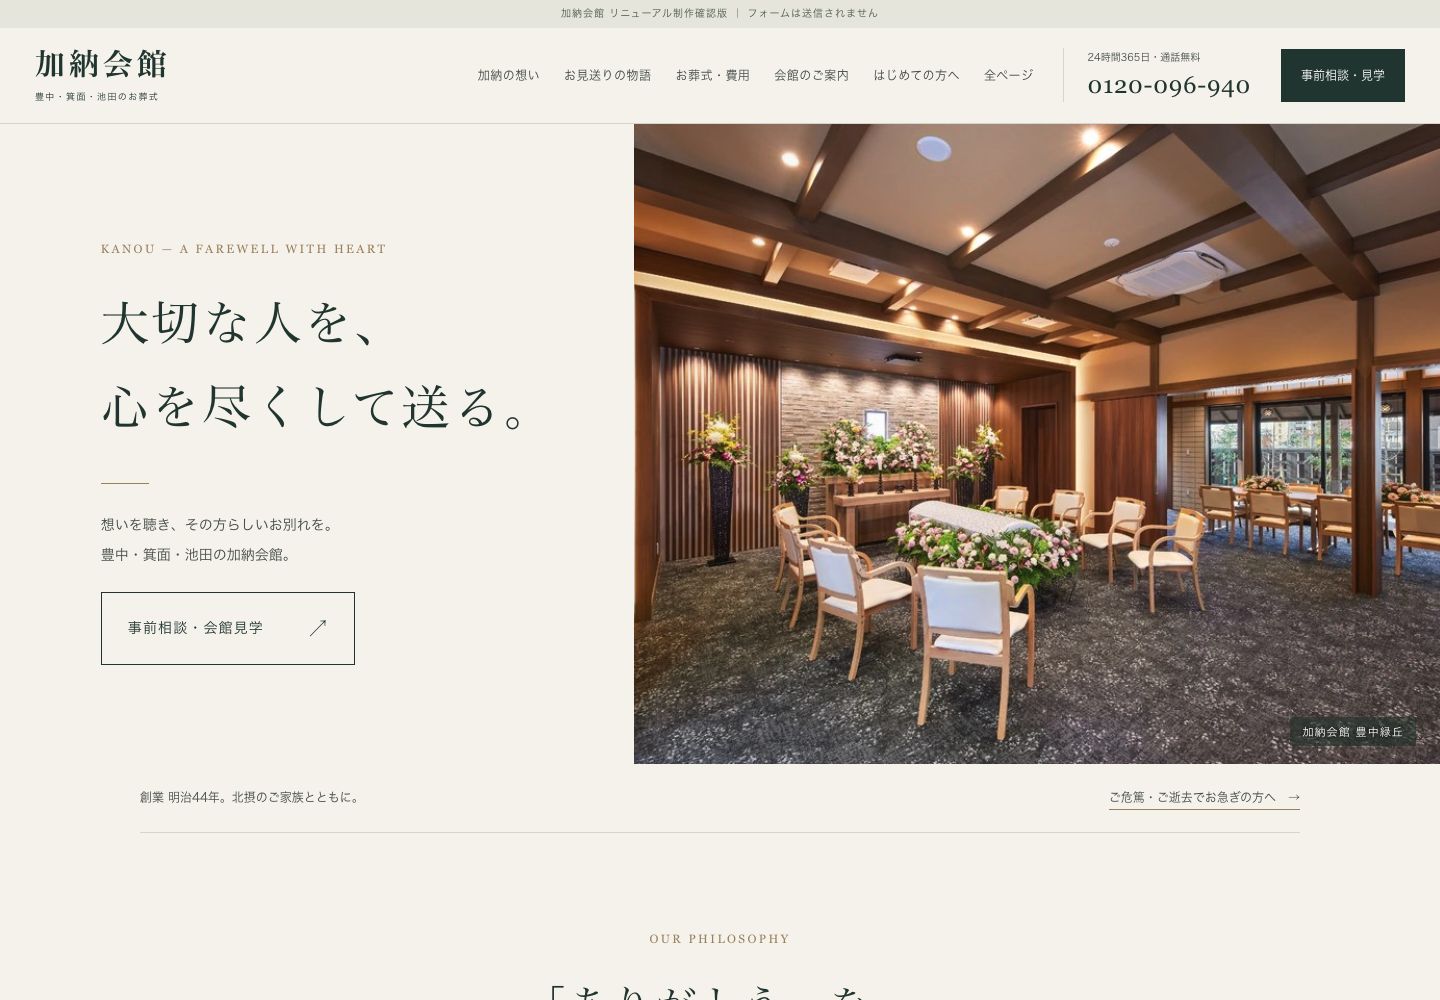 加納会館 リニューアル制作確認版 ｜ フォームは送信されません
加納会館
豊中・箕面・池田のお葬式
加納の想い
お見送りの物語
お葬式・費用
会館のご案内
はじめての方へ
全ページ
24時間365日・通話無料
0120-096-940
事前相談・見学
KANOU — A FAREWELL WITH HEART
大切な人を、
心を尽くして送る。
想いを聴き、その方らしいお別れを。
豊中・箕面・池田の加納会館。
事前相談・会館見学 ↗
加納会館 豊中緑丘
創業 明治44年。北摂のご家族とともに。
ご危篤・ご逝去でお急ぎの方へ →
OUR PHILOSOPHY
「ありがとう」を